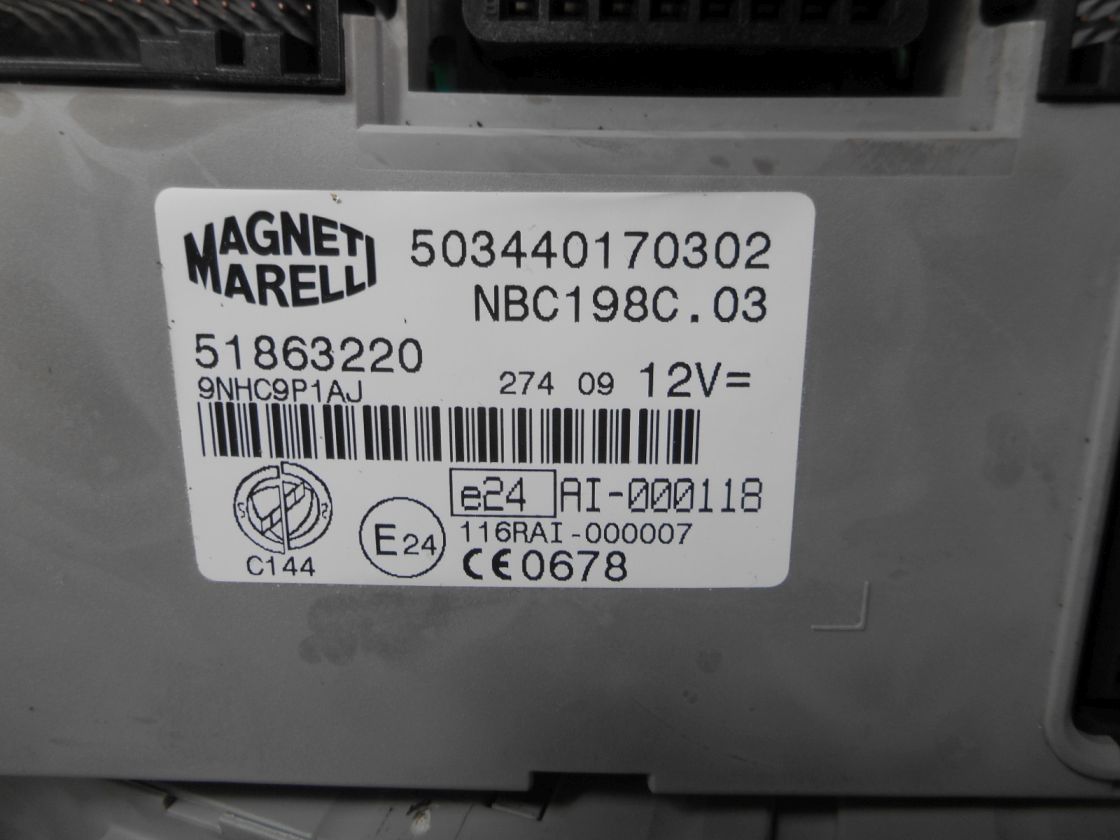 MAGNETI
MARELLI
503440170302
NBC198C.03
51863220
9NHC9P1AJ
274 09 12V=
e24 AI-000118
116RAI-000007
E24
C144
CE0678